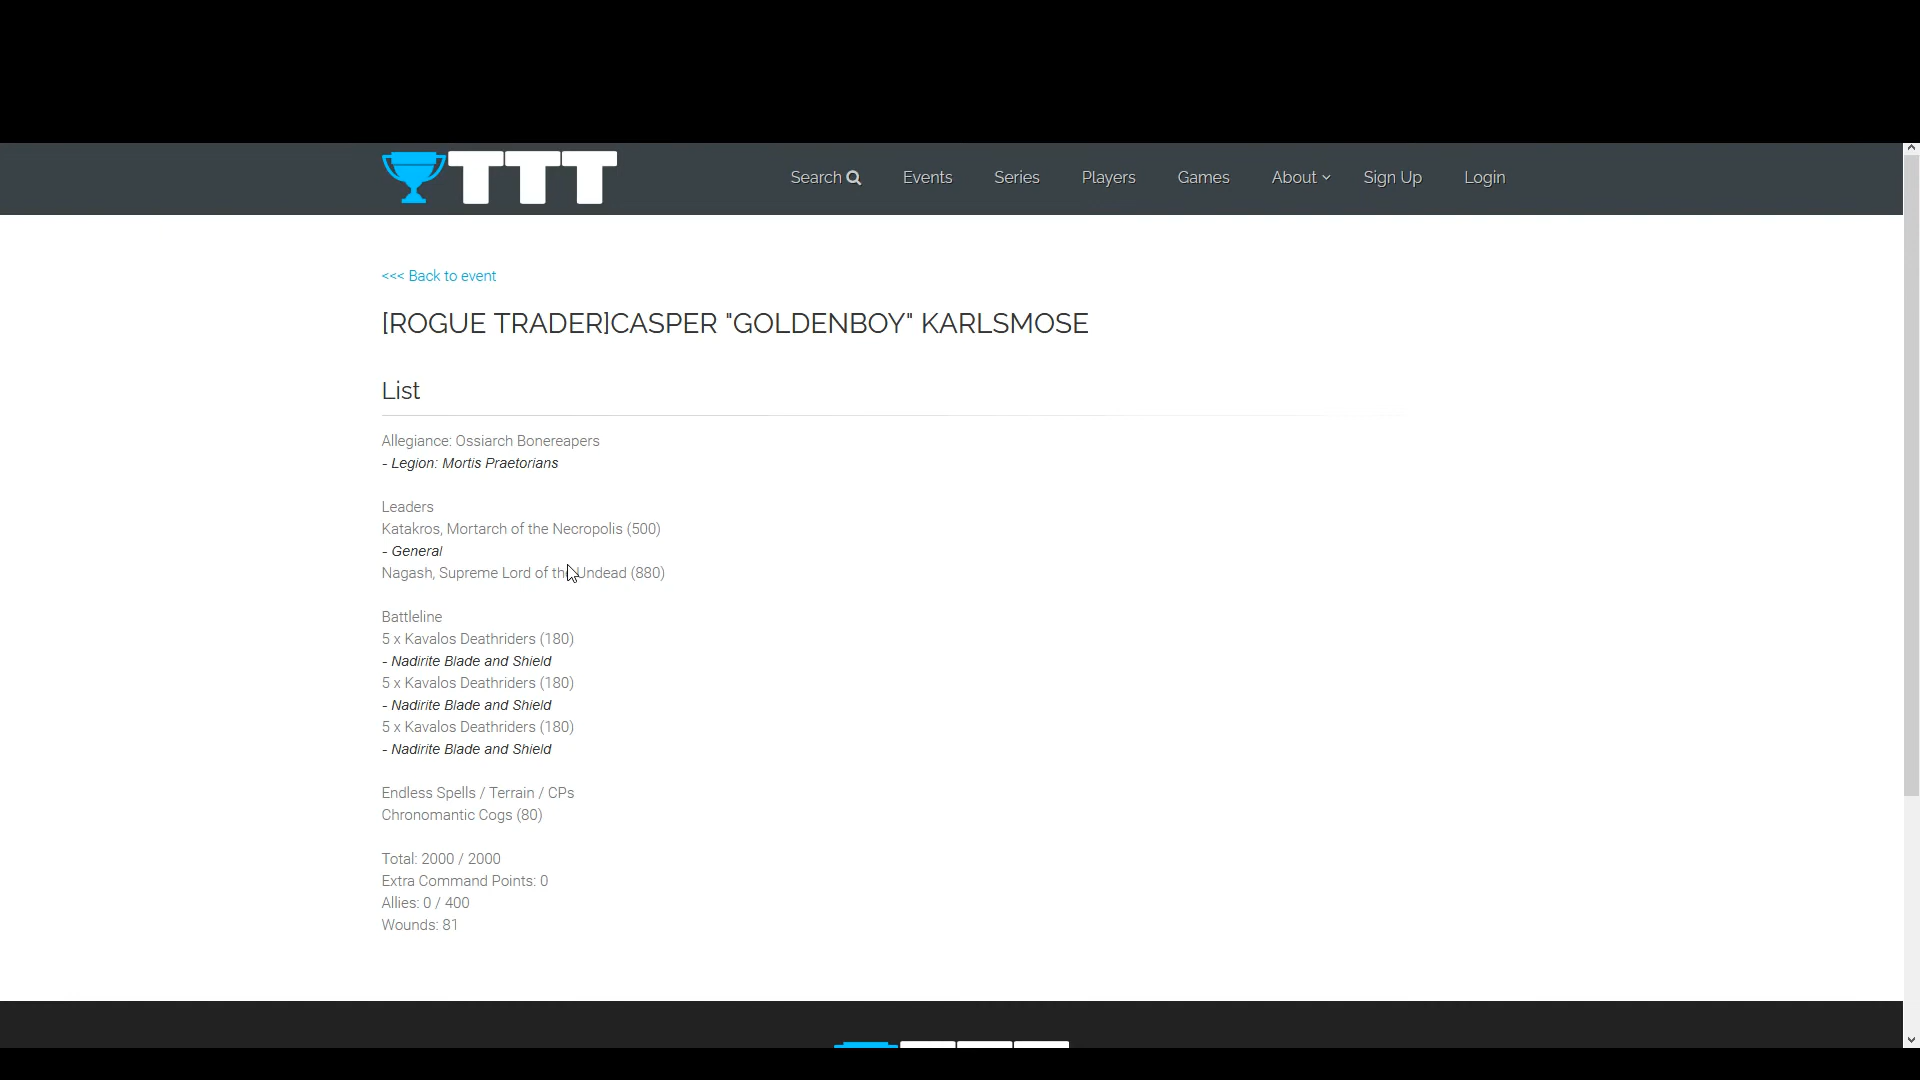 TTT
Search Events Series Players Games About Sign Up Login
<<< Back to event
[ROGUE TRADER]CASPER "GOLDENBOY" KARLSMOSE
List
Allegiance: Ossiarch Bonereapers
- Legion: Mortis Praetorians
Leaders
Katakros, Mortarch of the Necropolis (500)
- General
Nagash, Supreme Lord of the Undead (880)
Battleline
5 x Kavalos Deathriders (180)
- Nadirite Blade and Shield
5 x Kavalos Deathriders (180)
- Nadirite Blade and Shield
5 x Kavalos Deathriders (180)
- Nadirite Blade and Shield
Endless Spells / Terrain / CPs
Chronomantic Cogs (80)
Total: 2000 / 2000
Extra Command Points: 0
Allies: 0 / 400
Wounds: 81